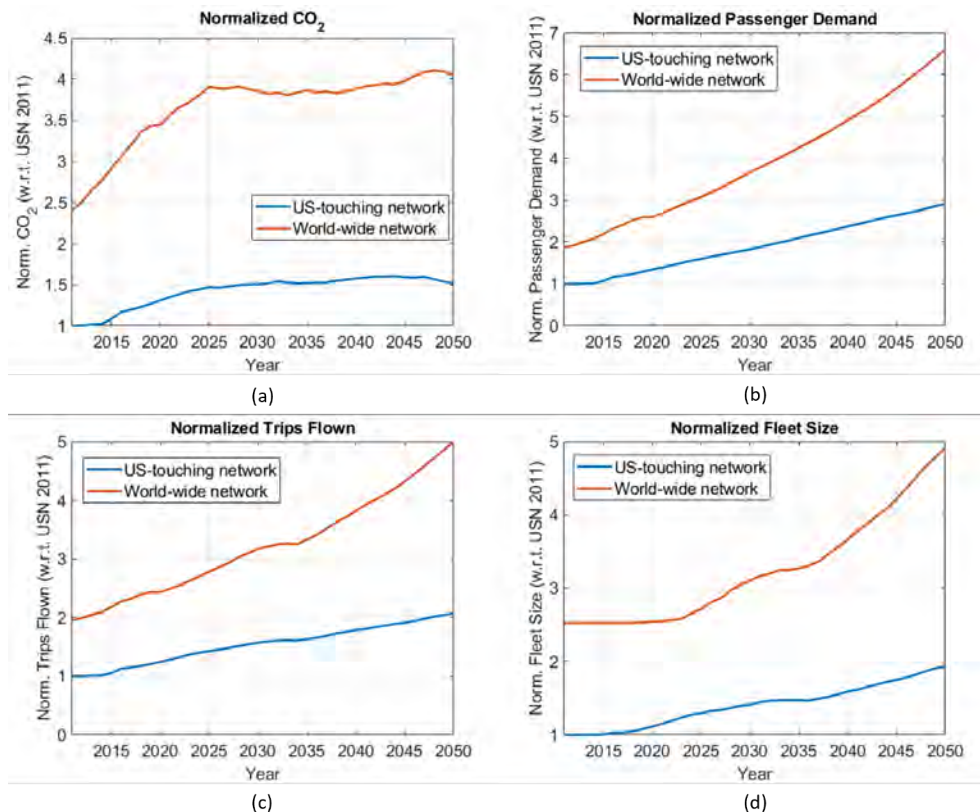 Normalized CO2
Norm. CO2 (w.r.t. USN 2011)
4.5
4
3.5
3
2.5
2
1.5
1
US-touching network
World-wide network
2015 2020 2025 2030 2035 2040 2045 2050
Year
(a)
Normalized Passenger Demand
Norm. Passenger Demand (w.r.t. USN 2011)
7
6
5
4
3
2
1
0
US-touching network
World-wide network
2015 2020 2025 2030 2035 2040 2045 2050
Year
(b)
Normalized Trips Flown
Norm. Trips Flown (w.r.t. USN 2011)
5
4
3
2
1
0
US-touching network
World-wide network
2015 2020 2025 2030 2035 2040 2045 2050
Year
(c)
Normalized Fleet Size
Norm. Fleet Size (w.r.t. USN 2011)
5
4
3
2
1
US-touching network
World-wide network
2015 2020 2025 2030 2035 2040 2045 2050
Year
(d)